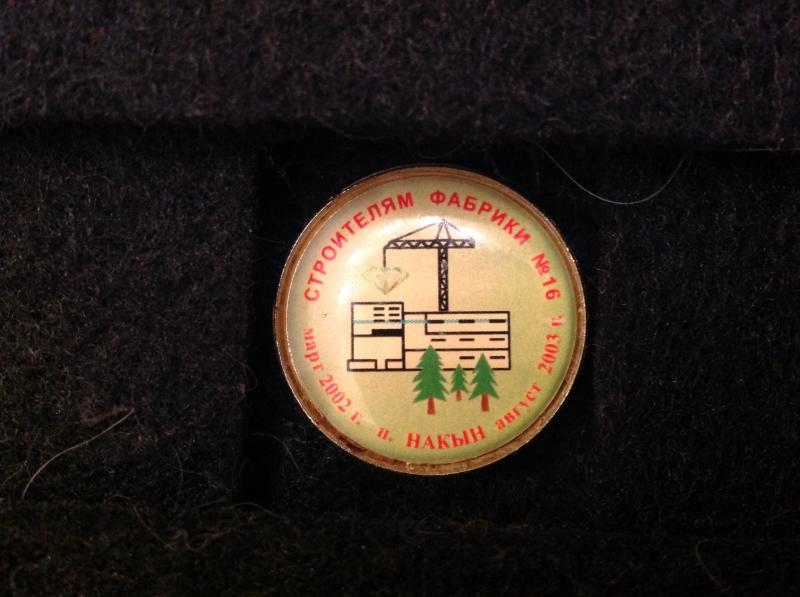 СТРОИТЕЛЯМ ФАБРИКИ №16
март 2002 г. п. НАКЫН август 2003 г.